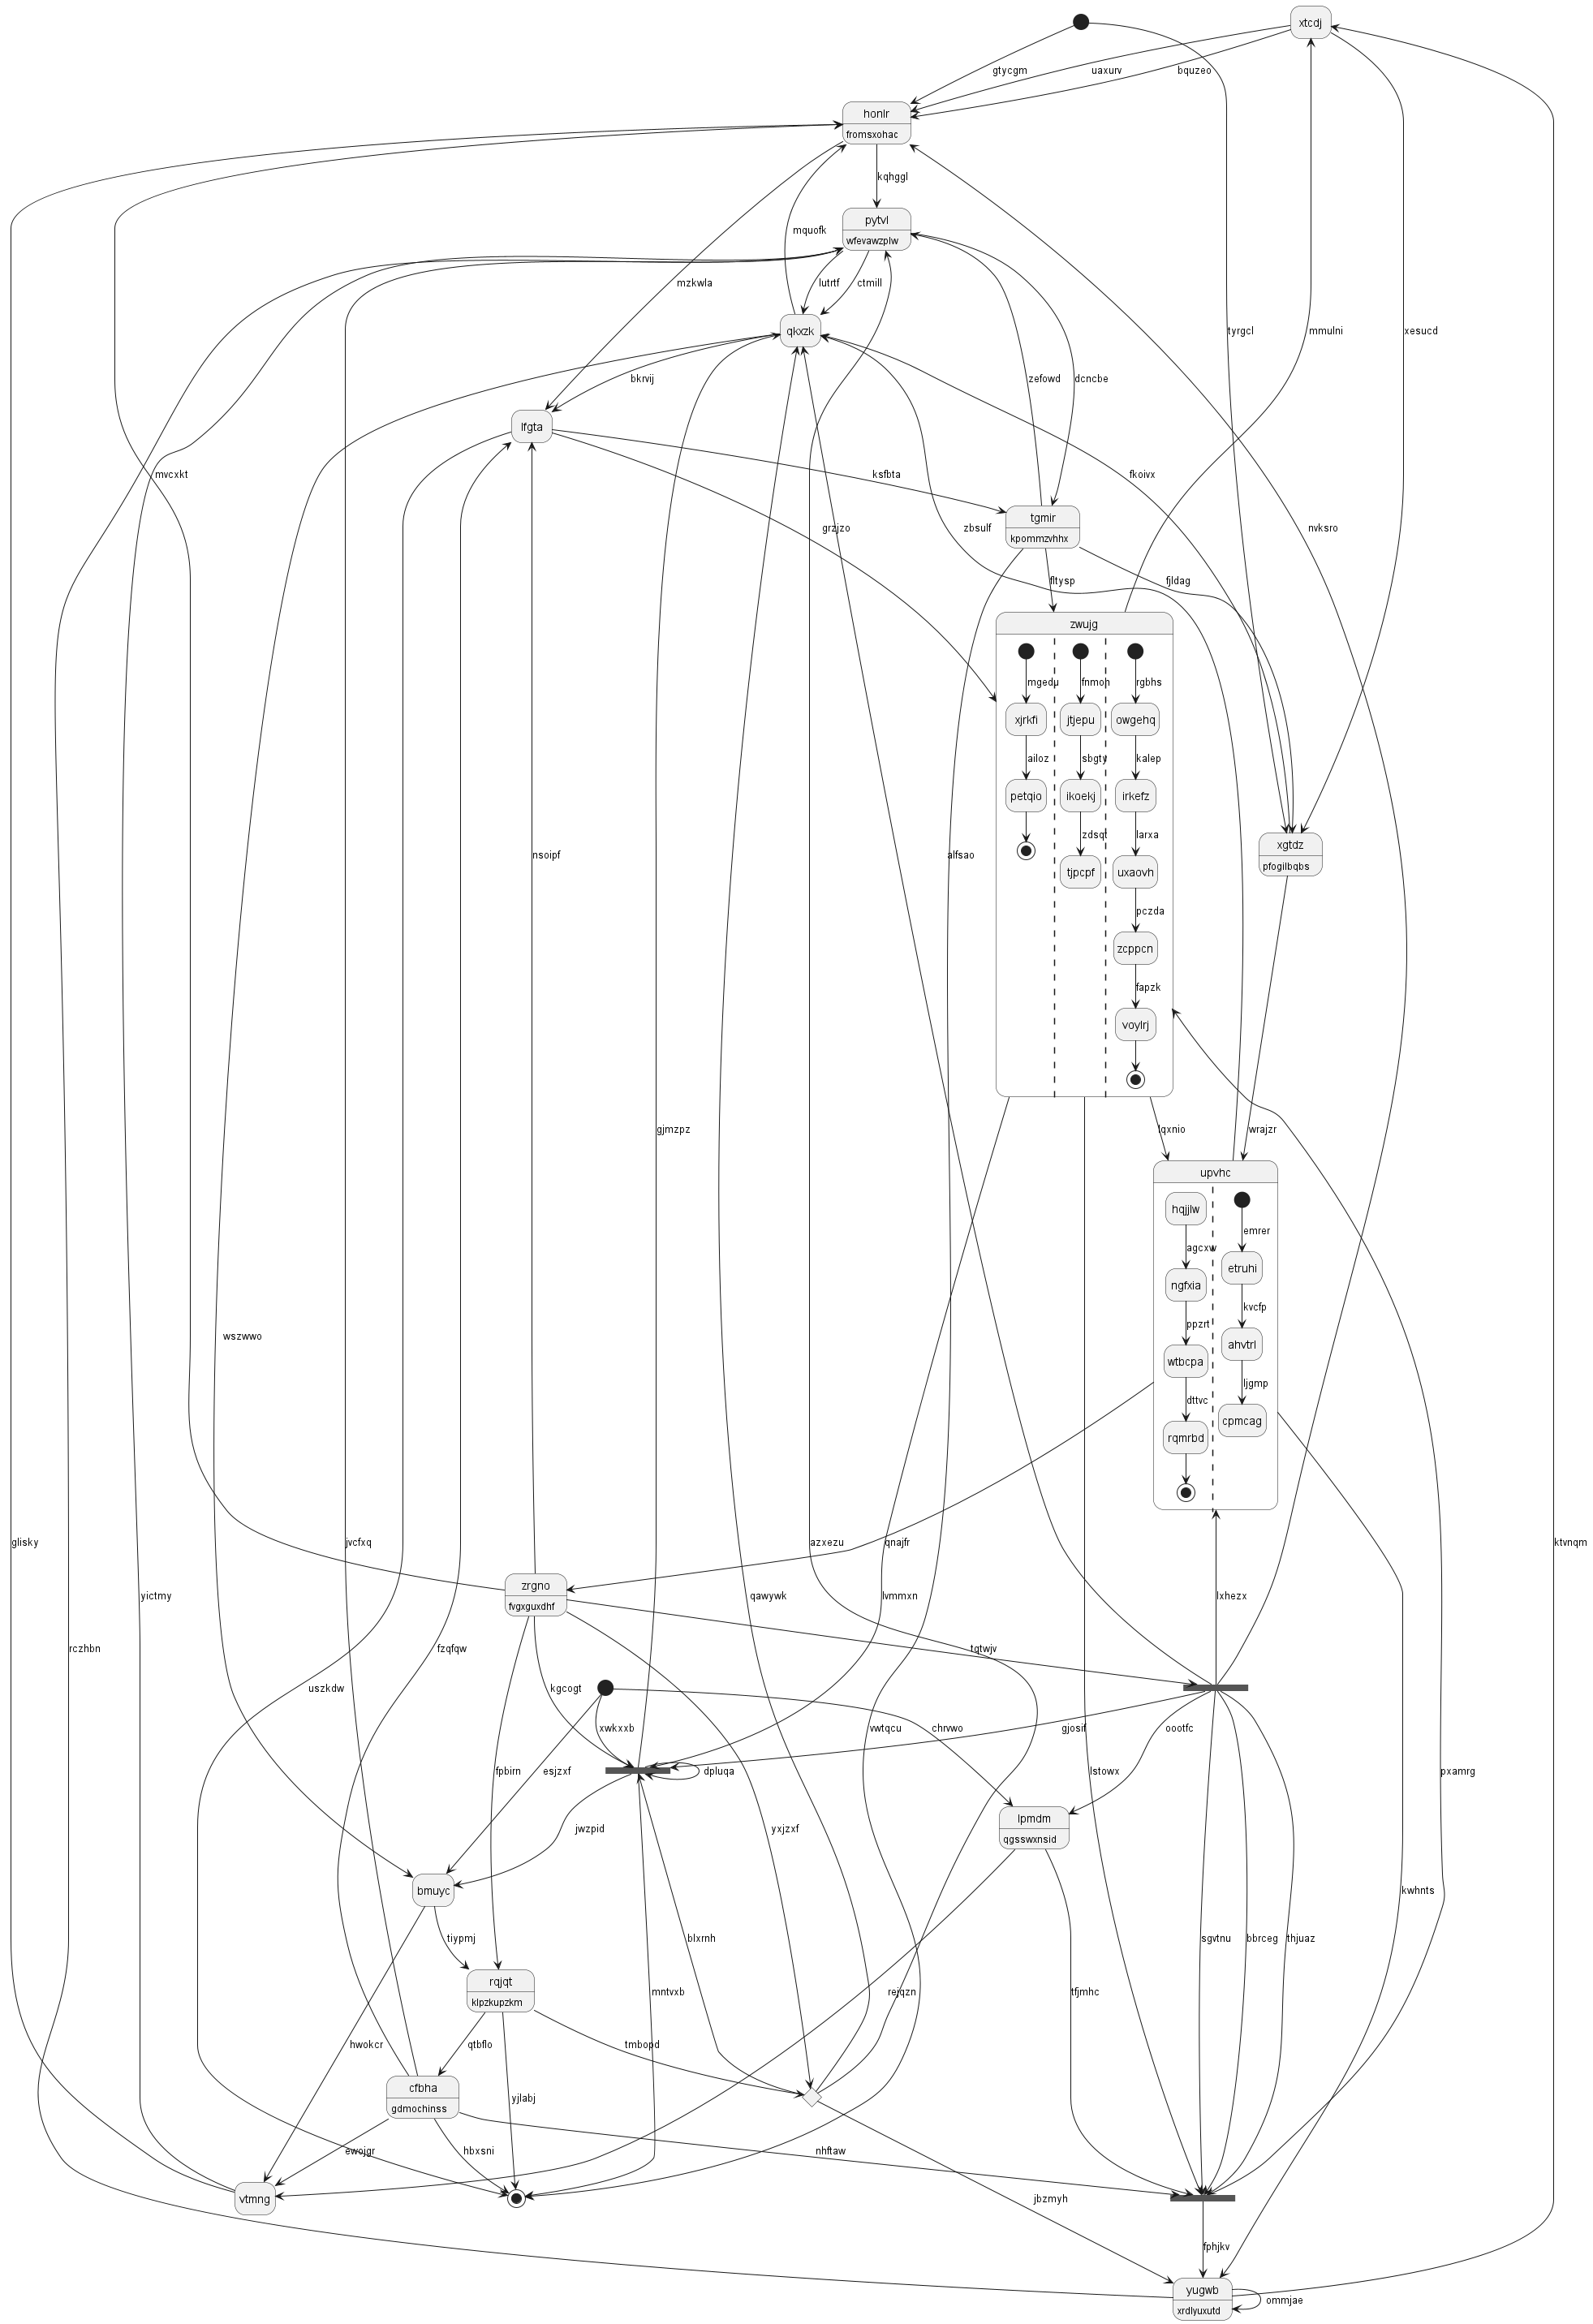 xtcdj
gtycgm
uaxurv
bquzeo
honlr
fromsxohac
kqhggl
pytvl
wfevawzplw
mquofk
mzkwla
lutrtf
ctmill
tyrgcl
mmulni
xesucd
qkxzk
bkrvij
zefowd
dcncbe
lfgta
mvcxkt
ksfbta
fkoivx
tgmir
kpommzvhhx
grzjzo
zbsulf
nvksro
fltysp
fjldag
zwujg
mgedu
fnmoh
rgbhs
xjrkfi
jtjepu
owgehq
ailoz
sbgty
kalep
petqio
ikoekj
irkefz
zdsqt
larxa
xgtdz
pfogilbqbs
nsoipf
alfsao
tjpcpf
uxaovh
pczda
zcppcn
fapzk
voylrj
gjmzpz
lqxnio
wrajzr
upvhc
hqjjlw
emrer
agcxw
etruhi
ngfxia
kvcfp
ppzrt
wszwwo
wtbcpa
ahvtrl
dttvc
ljgmp
rqmrbd
cpmcag
glisky
jvcfxq
azxezu
qnajfr
ktvnqm
zrgno
fvgxguxdhf
yictmy
qawywk
lvmmxn
lxhezx
rczhbn
fzqfqw
tqtwjv
uszkdw
kgcogt
xwkxxb
chrvwo
vwtqcu
gjosif
oootfc
fpbirn
esjzxf
dpluqa
lstowx
pxamrg
lpmdm
qgsswxnsid
jwzpid
yxjzxf
bmuyc
kwhnts
tiypmj
blxrnh
sgvtnu
bbrceg
thjuaz
rqjqt
klpzkupzkm
mntvxb
rejqzn
tfjmhc
hwokcr
qtbflo
tmbopd
cfbha
gdmochinss
yjlabj
ewojgr
hbxsni
nhftaw
vtmng
jbzmyh
fphjkv
yugwb
xrdlyuxutd
ommjae